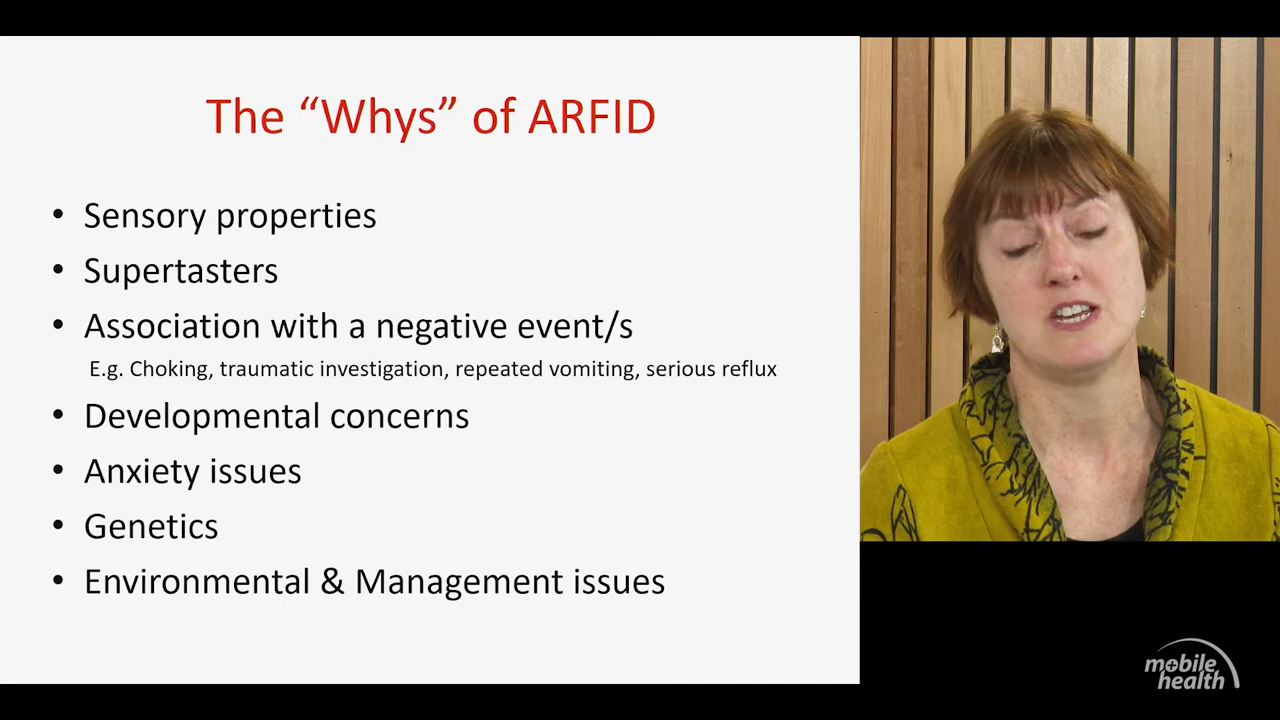 The “Whys” of ARFID
• Sensory properties
• Supertasters
• Association with a negative event/s
E.g. Choking, traumatic investigation, repeated vomiting, serious reflux
• Developmental concerns
• Anxiety issues
• Genetics
• Environmental & Management issues
mobile
health